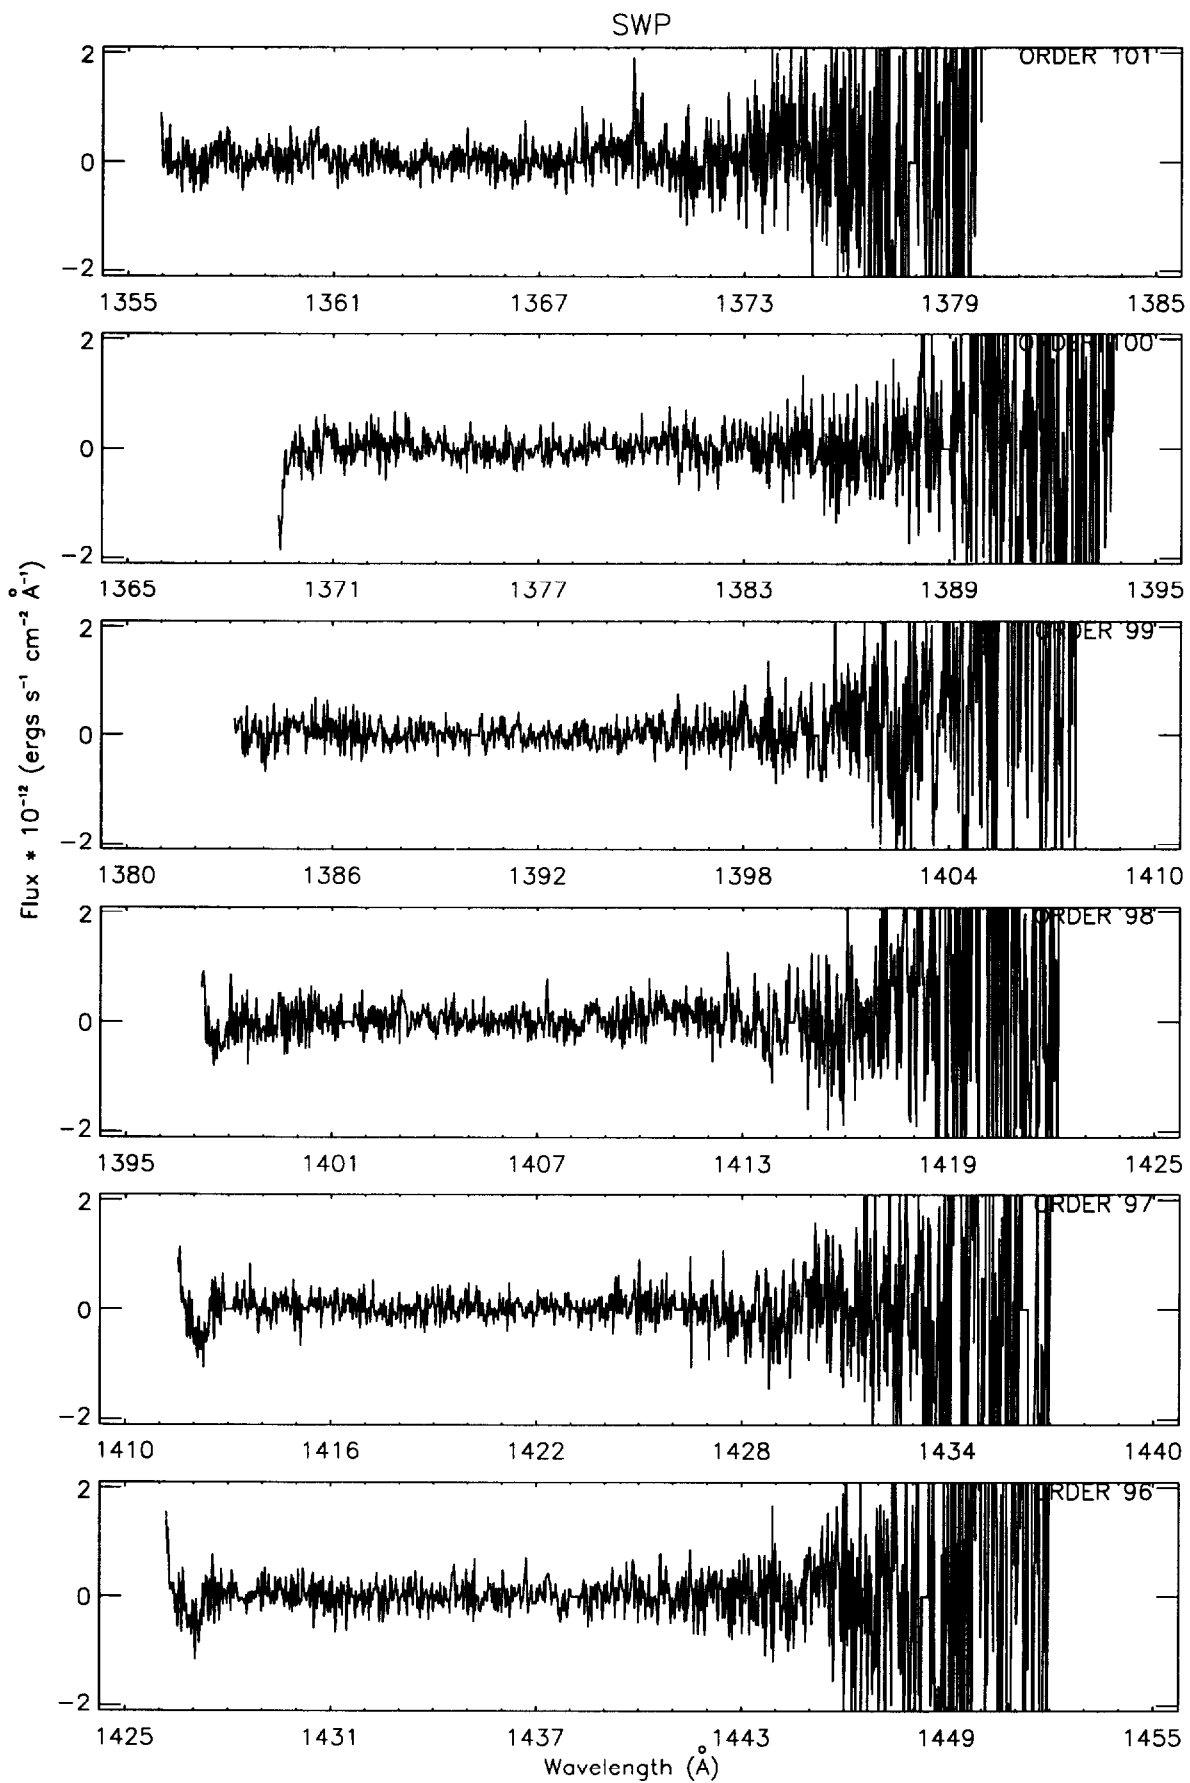 SWP
ORDER 101
2
0
-2
1355 1361 1367 1373 1379 1385
ORDER 100
2
0
-2
1365 1371 1377 1383 1389 1395
ORDER 99
2
0
-2
1380 1386 1392 1398 1404 1410
ORDER 98
2
0
-2
1395 1401 1407 1413 1419 1425
ORDER 97
2
0
-2
1410 1416 1422 1428 1434 1440
ORDER 96
2
0
-2
1425 1431 1437 1443 1449 1455
Wavelength (Å)
Flux * 10⁻¹² (ergs s⁻¹ cm⁻² Å⁻¹)